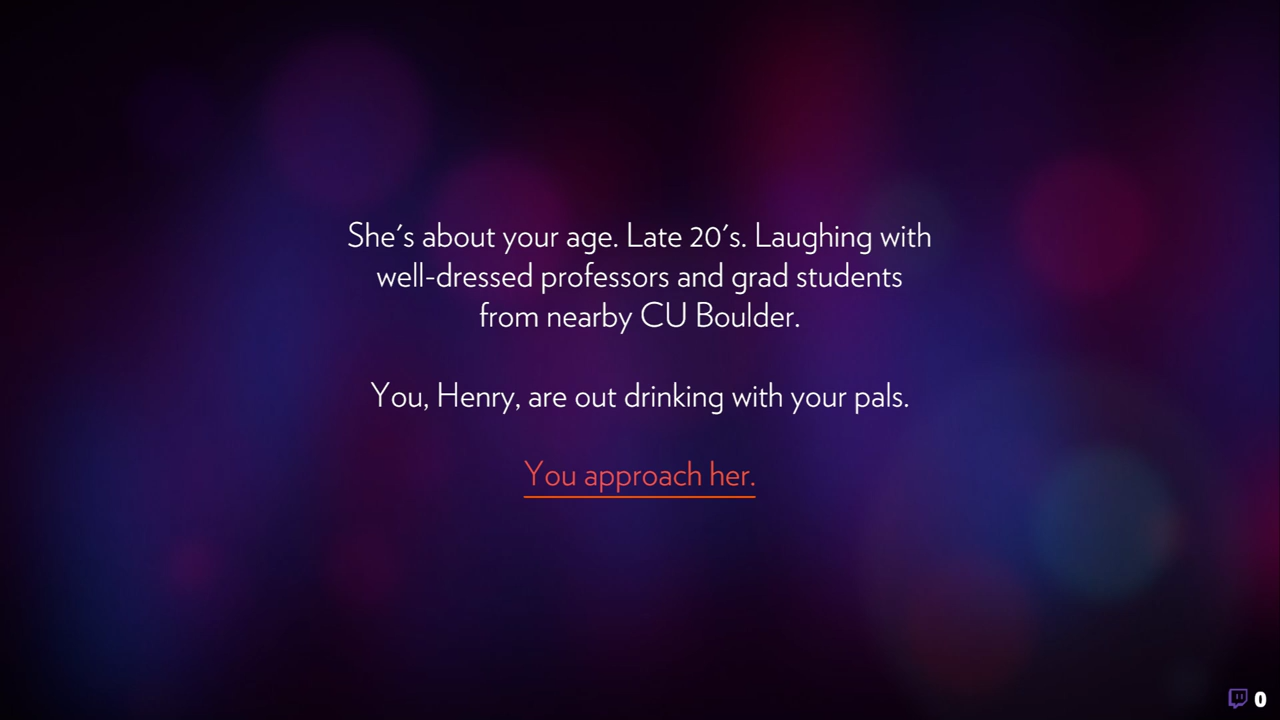 She's about your age. Late 20's. Laughing with
well-dressed professors and grad students
from nearby CU Boulder.
You, Henry, are out drinking with your pals.
You approach her.
0